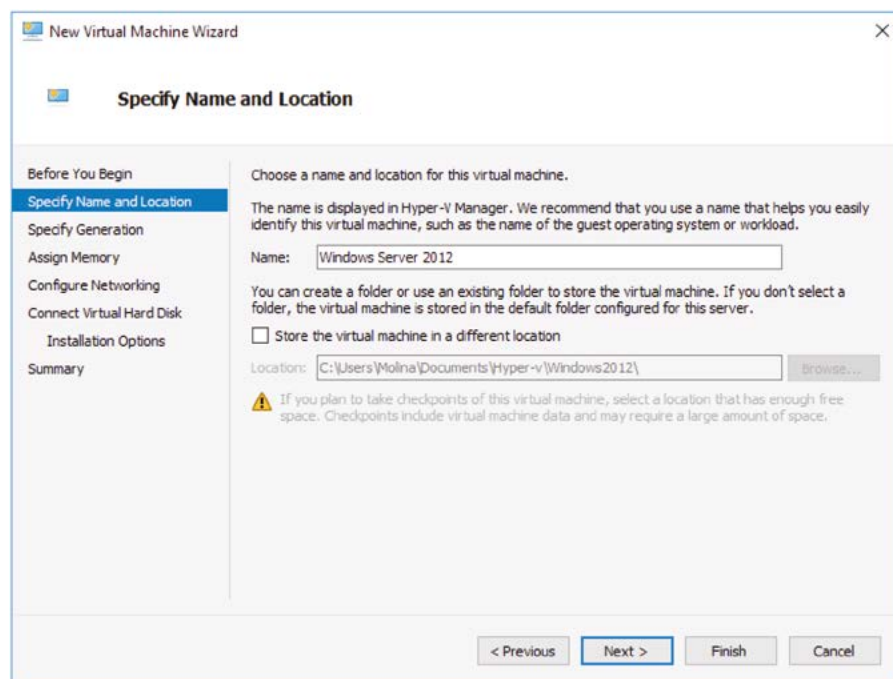 New Virtual Machine Wizard
Specify Name and Location
Before You Begin
Specify Name and Location
Specify Generation
Assign Memory
Configure Networking
Connect Virtual Hard Disk
Installation Options
Summary
Choose a name and location for this virtual machine.
The name is displayed in Hyper-V Manager. We recommend that you use a name that helps you easily
identify this virtual machine, such as the name of the guest operating system or workload.
Name: Windows Server 2012
You can create a folder or use an existing folder to store the virtual machine. If you don't select a
folder, the virtual machine is stored in the default folder configured for this server.
Store the virtual machine in a different location
Location: C:\Users\Molina\Documents\Hyper-v\Windows2012\ Browse...
If you plan to take checkpoints of this virtual machine, select a location that has enough free
space. Checkpoints include virtual machine data and may require a large amount of space.
< Previous Next > Finish Cancel